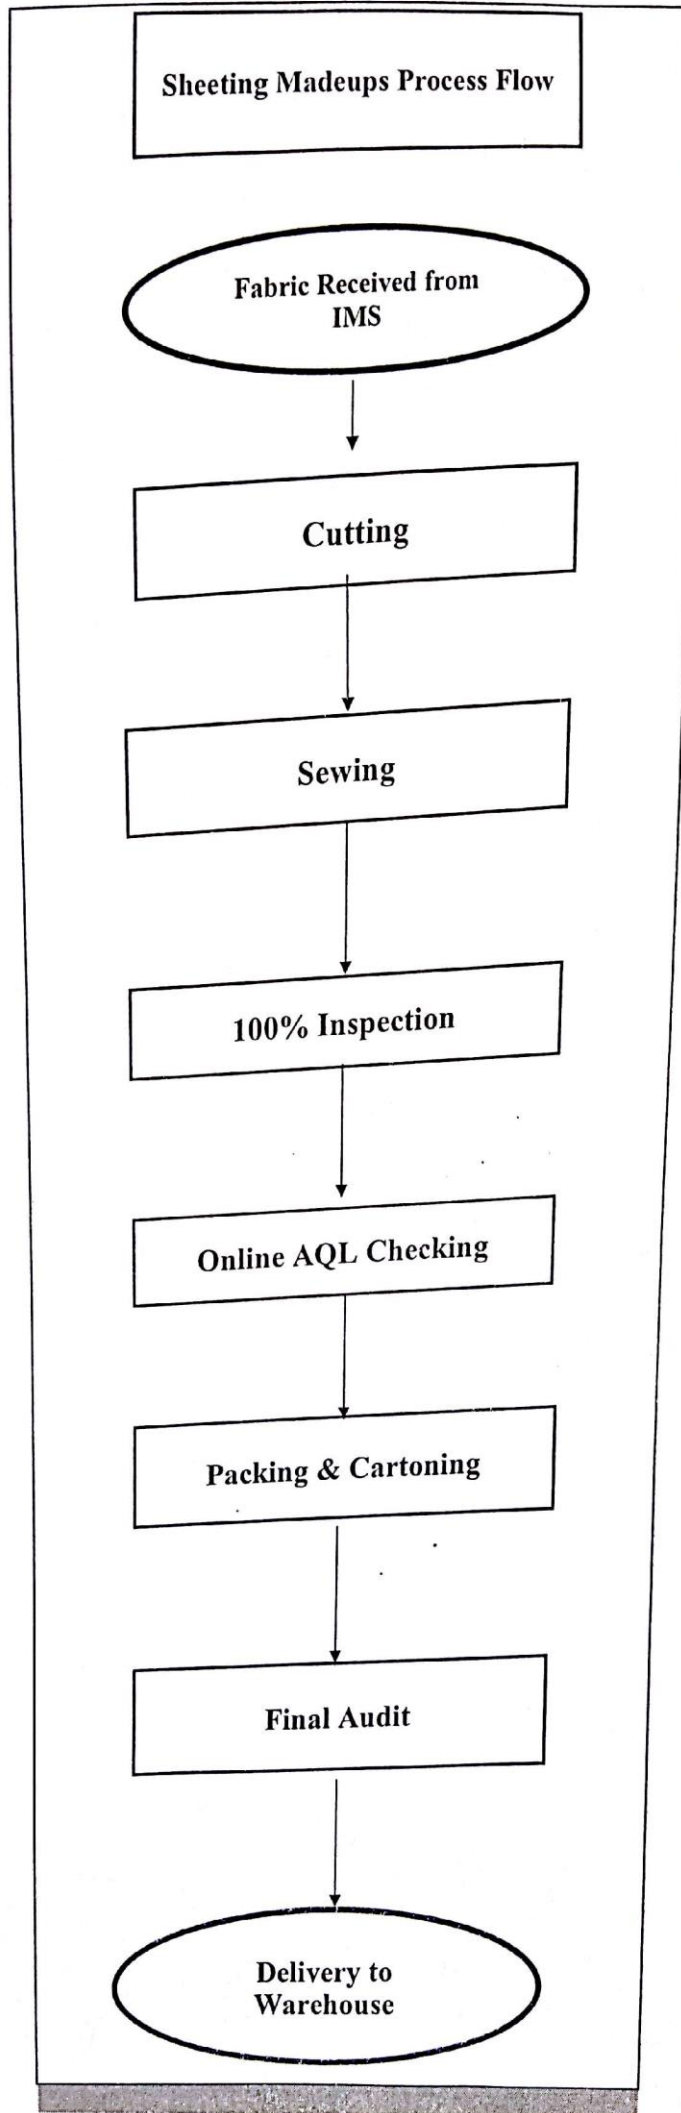 Sheeting Madeups Process Flow
Fabric Received from
IMS
Cutting
Sewing
100% Inspection
Online AQL Checking
Packing & Cartoning
Final Audit
Delivery to
Warehouse